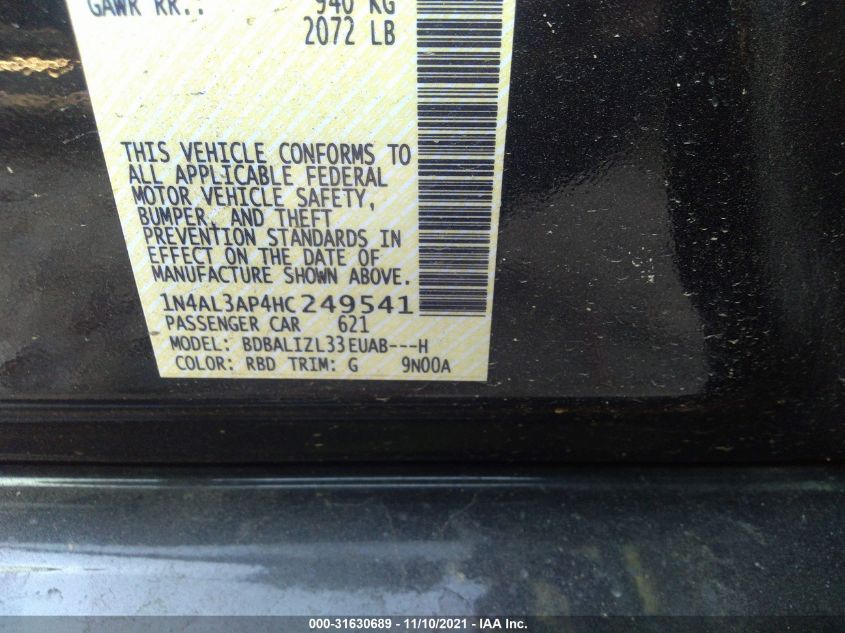 GAWR RR.: 940 KG
2072 LB
THIS VEHICLE CONFORMS TO
ALL APPLICABLE FEDERAL
MOTOR VEHICLE SAFETY,
BUMPER, AND THEFT
PREVENTION STANDARDS IN
EFFECT ON THE DATE OF
MANUFACTURE SHOWN ABOVE.
1N4AL3AP4HC249541
PASSENGER CAR 621
MODEL: BDBALIZL33EUAB---H
COLOR: RBD TRIM: G 9N00A
000-31630689 — 11/10/2021 — IAA Inc.